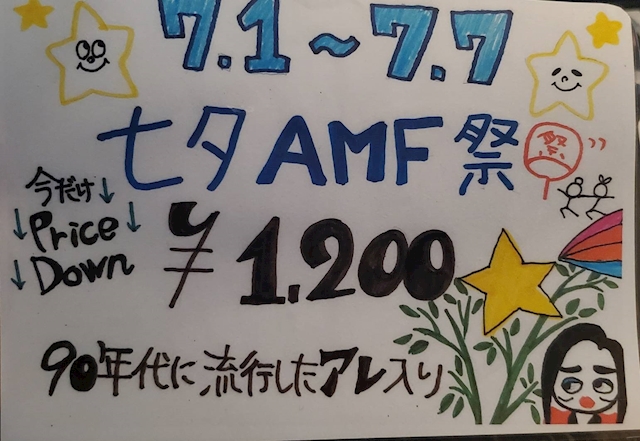 7.1~7.7
七夕AMF祭
祭
今だけ
Price
Down
¥1.200
90年代に流行したアレ入り